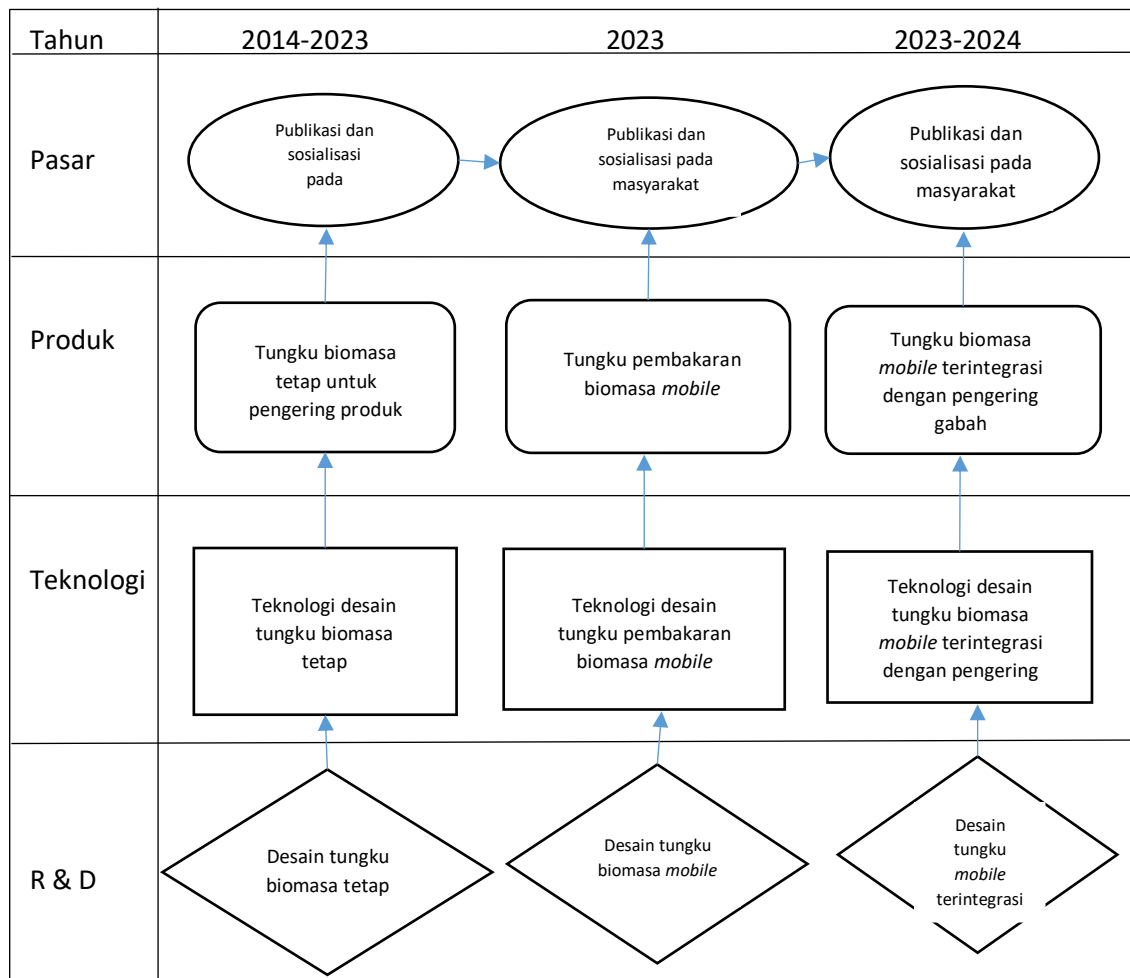 Tahun
2014-2023
2023
2023-2024
Pasar
Publikasi dan
sosialisasi
pada
Publikasi dan
sosialisasi pada
masyarakat
Publikasi dan
sosialisasi pada
masyarakat
Produk
Tungku biomasa
tetap untuk
pengering produk
Tungku pembakaran
biomasa mobile
Tungku biomasa
mobile terintegrasi
dengan pengering
gabah
Teknologi
Teknologi desain
tungku biomasa
tetap
Teknologi desain
tungku pembakaran
biomasa mobile
Teknologi desain
tungku biomasa
mobile terintegrasi
dengan pengering
R & D
Desain tungku
biomasa tetap
Desain tungku
biomasa mobile
Desain
tungku
mobile
terintegrasi